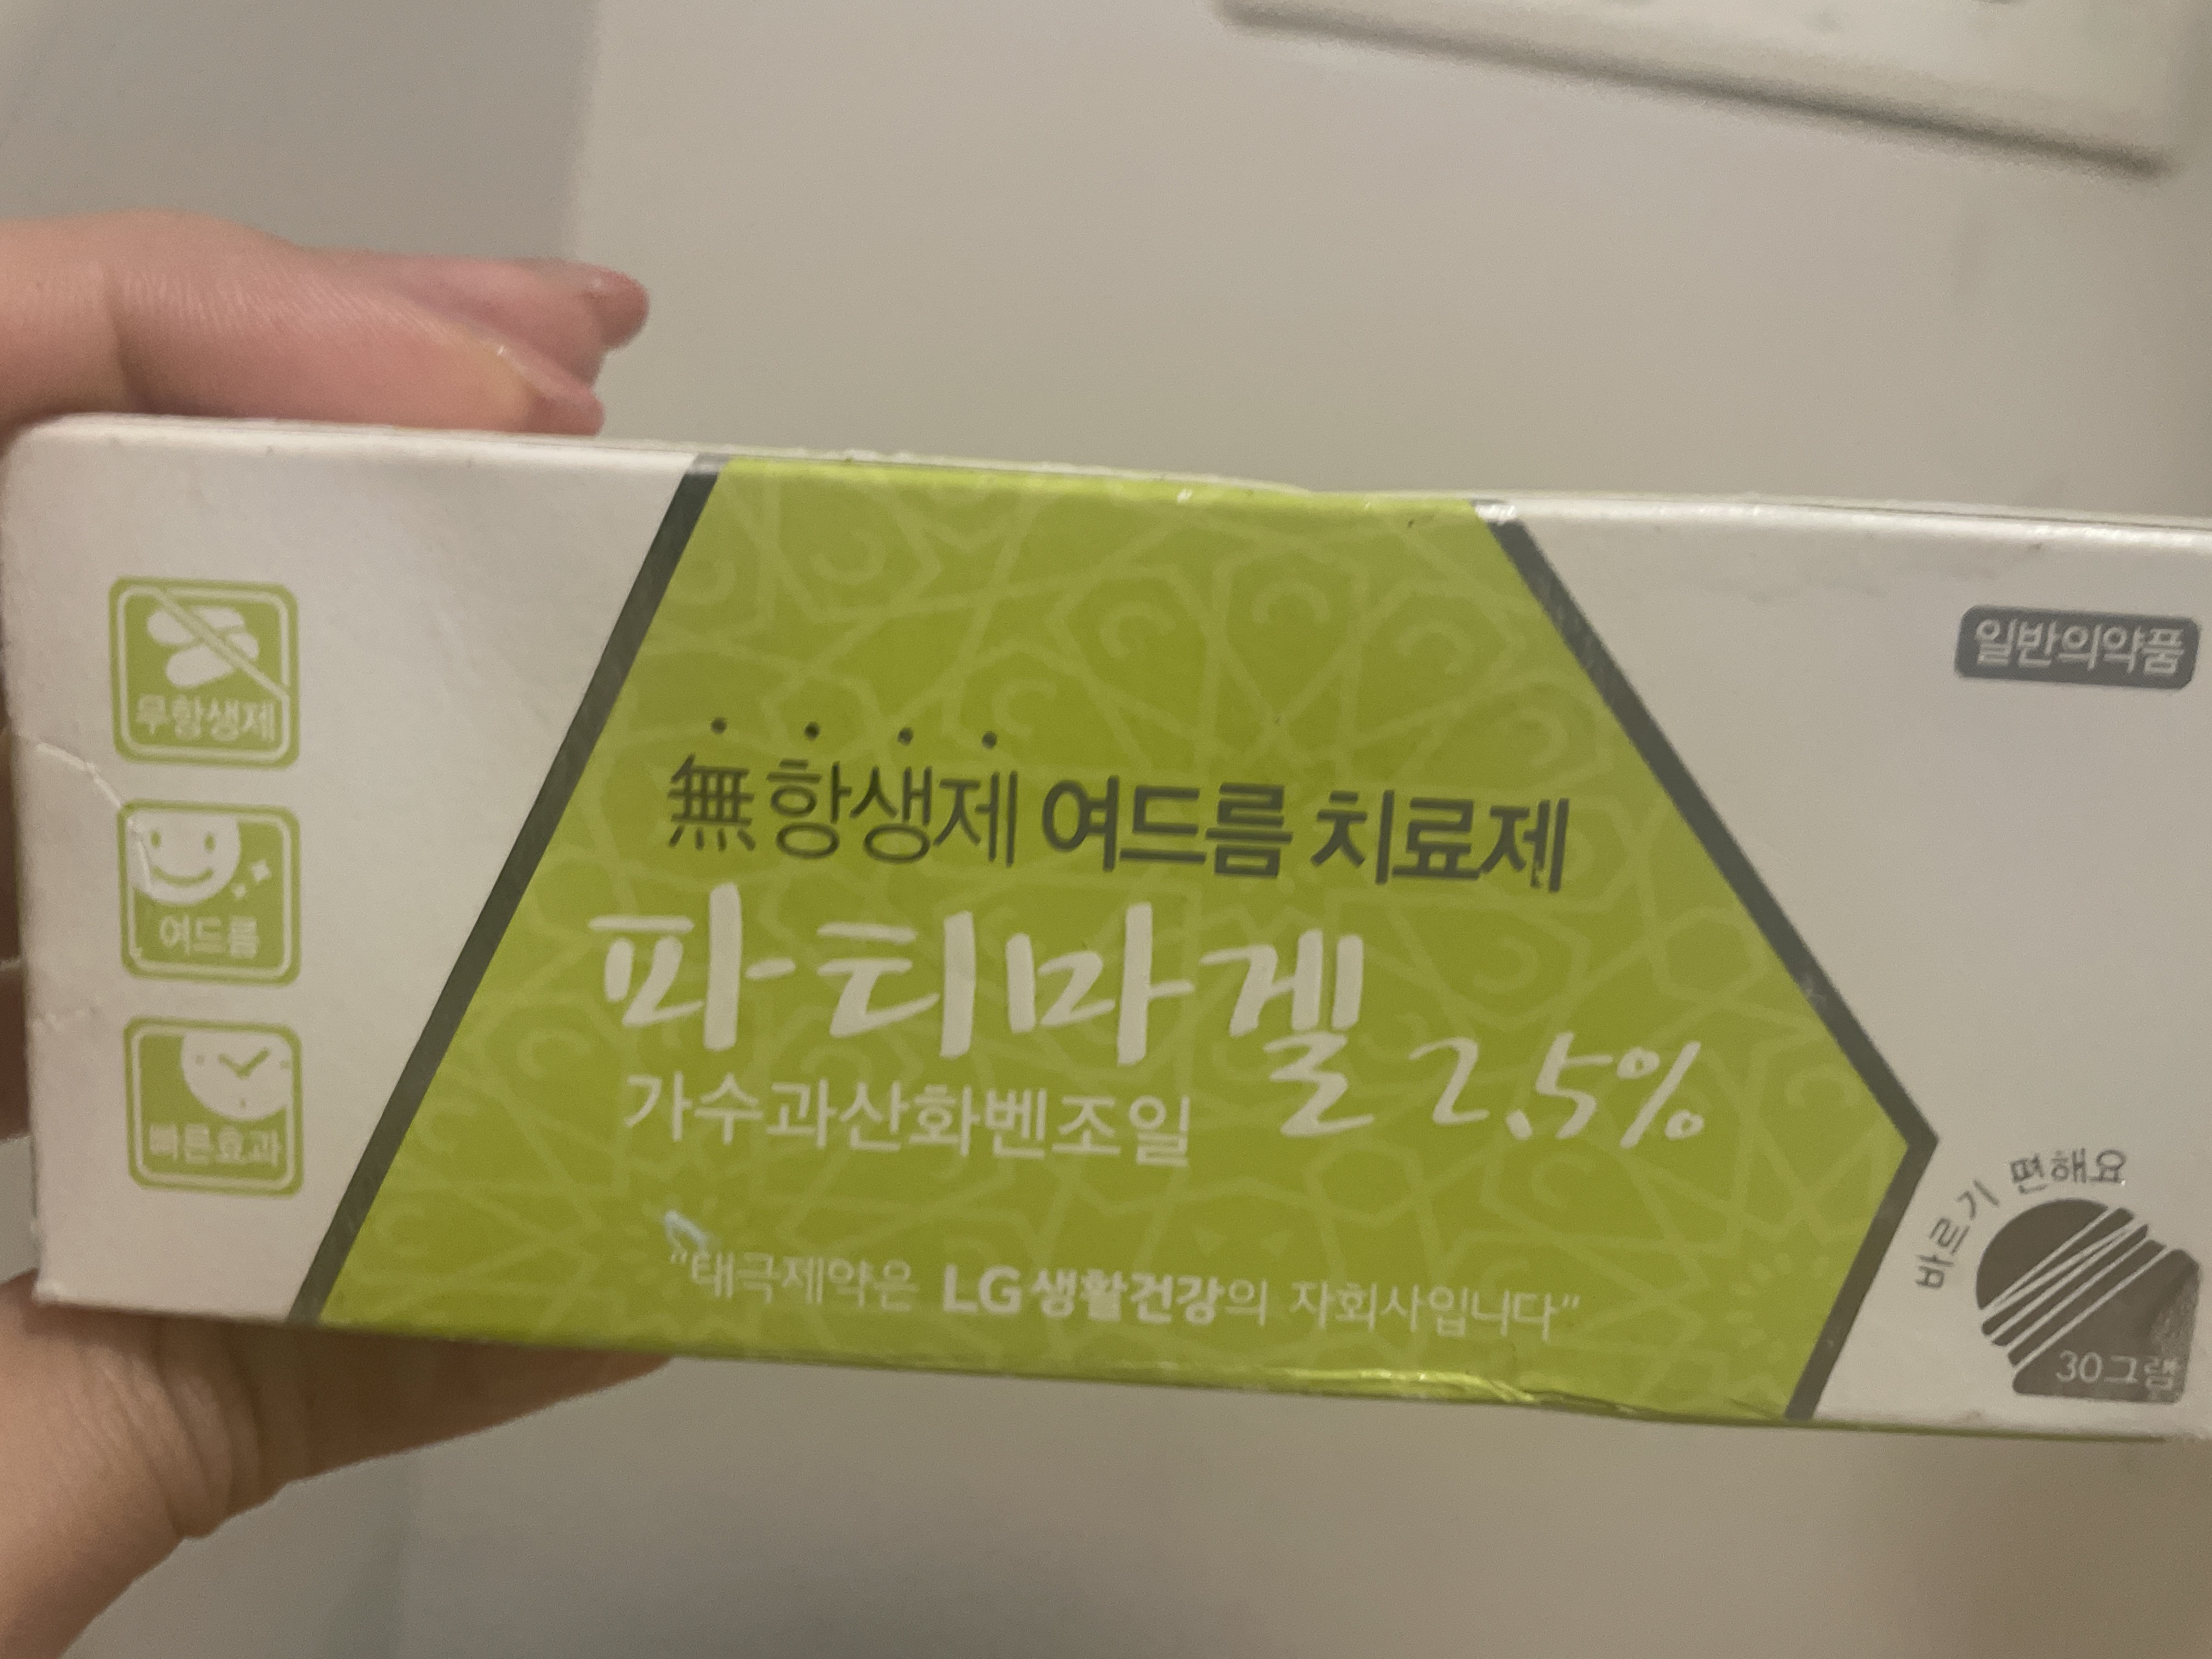 무항생제
여드름
빠른효과
無항생제 여드름 치료제
파티마겔 2.5%
가수과산화벤조일
"태극제약은 LG생활건강의 자회사입니다"
일반의약품
바르기 편해요
30그램